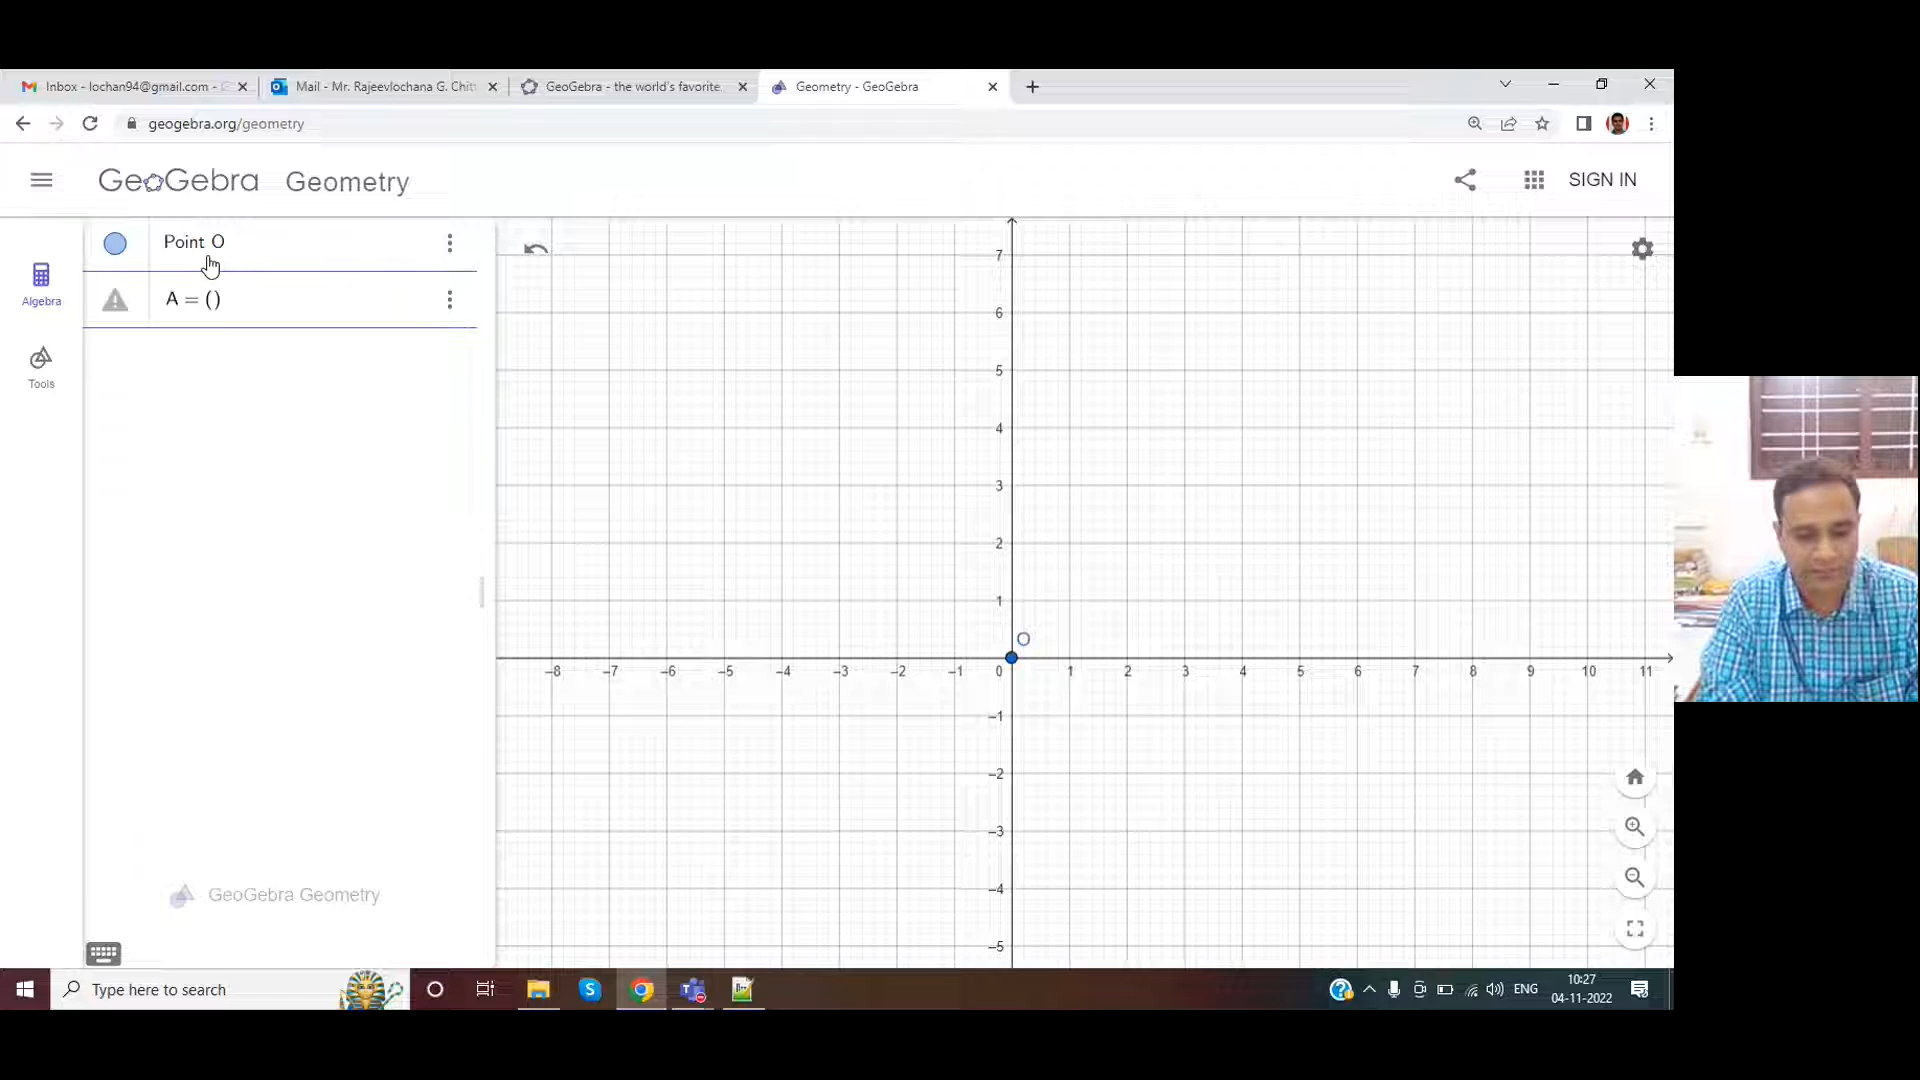 Inbox - lochan94@gmail.com -
Mail - Mr. Rajeevlochana G. Chitt
GeoGebra - the world's favorite
Geometry - GeoGebra
geogebra.org/geometry
GeoGebra Geometry
SIGN IN
Point O
A = ()
Algebra
Tools
7
6
5
4
3
2
1
O
−8 −7 −6 −5 −4 −3 −2 −1 0 1 2 3 4 5 6 7 8 9 10 11
−1
−2
−3
−4
−5
GeoGebra Geometry
Type here to search
ENG
10:27
04-11-2022